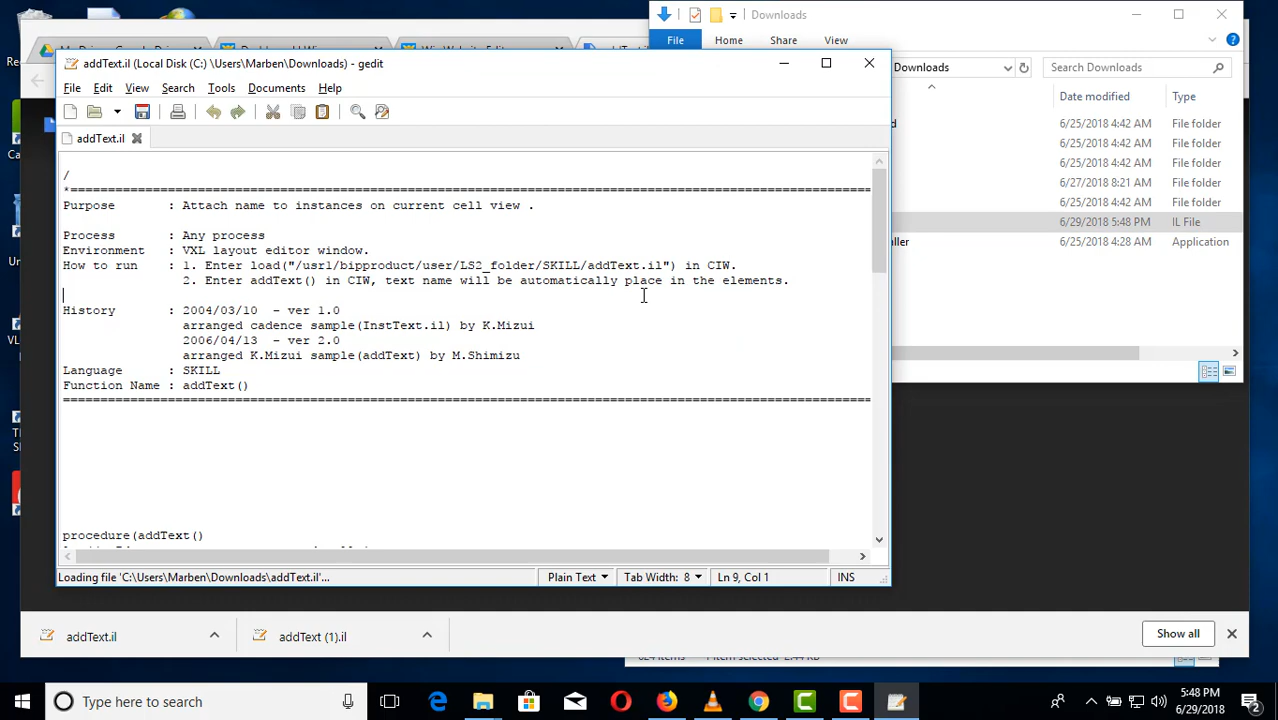 Downloads
File
Home
Share
View
Downloads
Search Downloads
Date modified
Type
6/25/2018 4:42 AM
File folder
6/25/2018 4:42 AM
File folder
6/25/2018 4:42 AM
File folder
6/27/2018 8:21 AM
File folder
6/25/2018 4:42 AM
File folder
6/29/2018 5:48 PM
IL File
6/25/2018 4:28 AM
Application
addText.il (Local Disk (C:) \Users\Marben\Downloads) - gedit
File Edit View Search Tools Documents Help
addText.il
/
*===========================================================================================================
Purpose : Attach name to instances on current cell view .
Process : Any process
Environment : VXL layout editor window.
How to run : 1. Enter load("/usr1/bipproduct/user/LS2_folder/SKILL/addText.il") in CIW.
2. Enter addText() in CIW, text name will be automatically place in the elements.
History : 2004/03/10 - ver 1.0
arranged cadence sample(InstText.il) by K.Mizui
2006/04/13 - ver 2.0
arranged K.Mizui sample(addText) by M.Shimizu
Language : SKILL
Function Name : addText()
============================================================================================================
procedure(addText()
Loading file 'C:\Users\Marben\Downloads\addText.il'...
Plain Text
Tab Width: 8
Ln 9, Col 1
INS
addText.il
addText (1).il
Show all
Type here to search
5:48 PM
6/29/2018
2